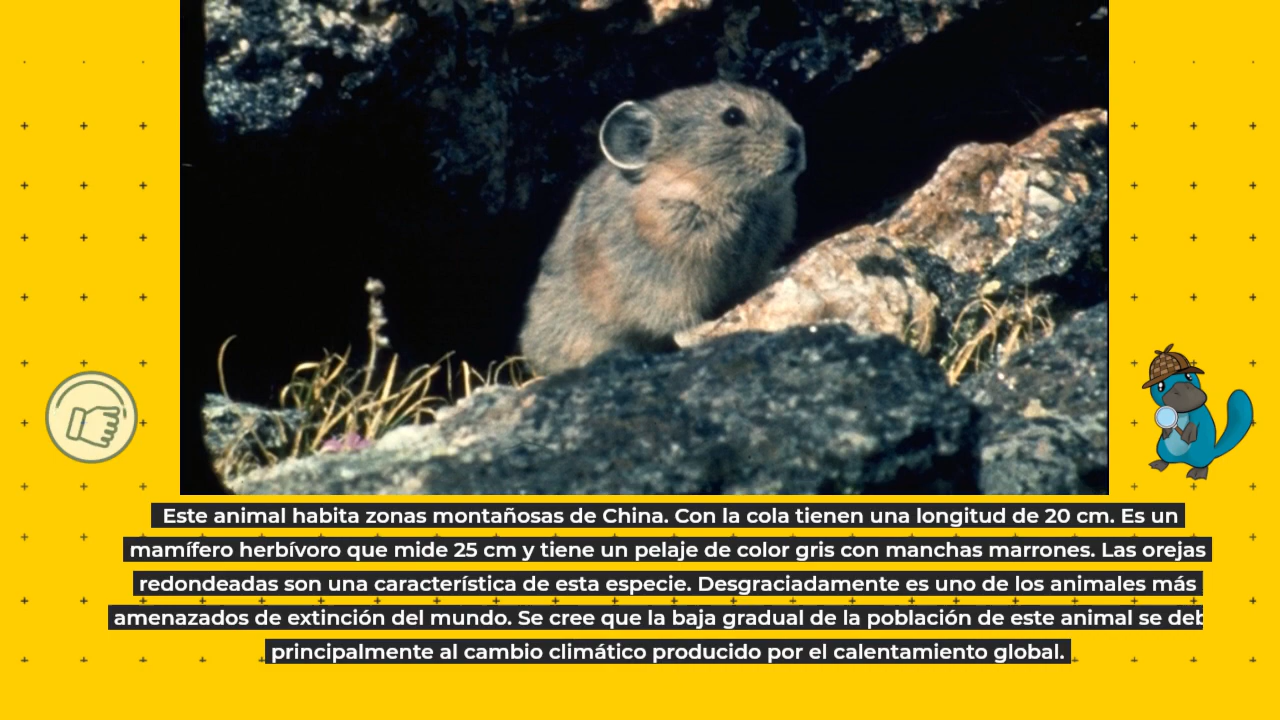 Este animal habita zonas montañosas de China. Con la cola tienen una longitud de 20 cm. Es un
mamífero herbívoro que mide 25 cm y tiene un pelaje de color gris con manchas marrones. Las orejas
redondeadas son una característica de esta especie. Desgraciadamente es uno de los animales más
amenazados de extinción del mundo. Se cree que la baja gradual de la población de este animal se deb
principalmente al cambio climático producido por el calentamiento global.